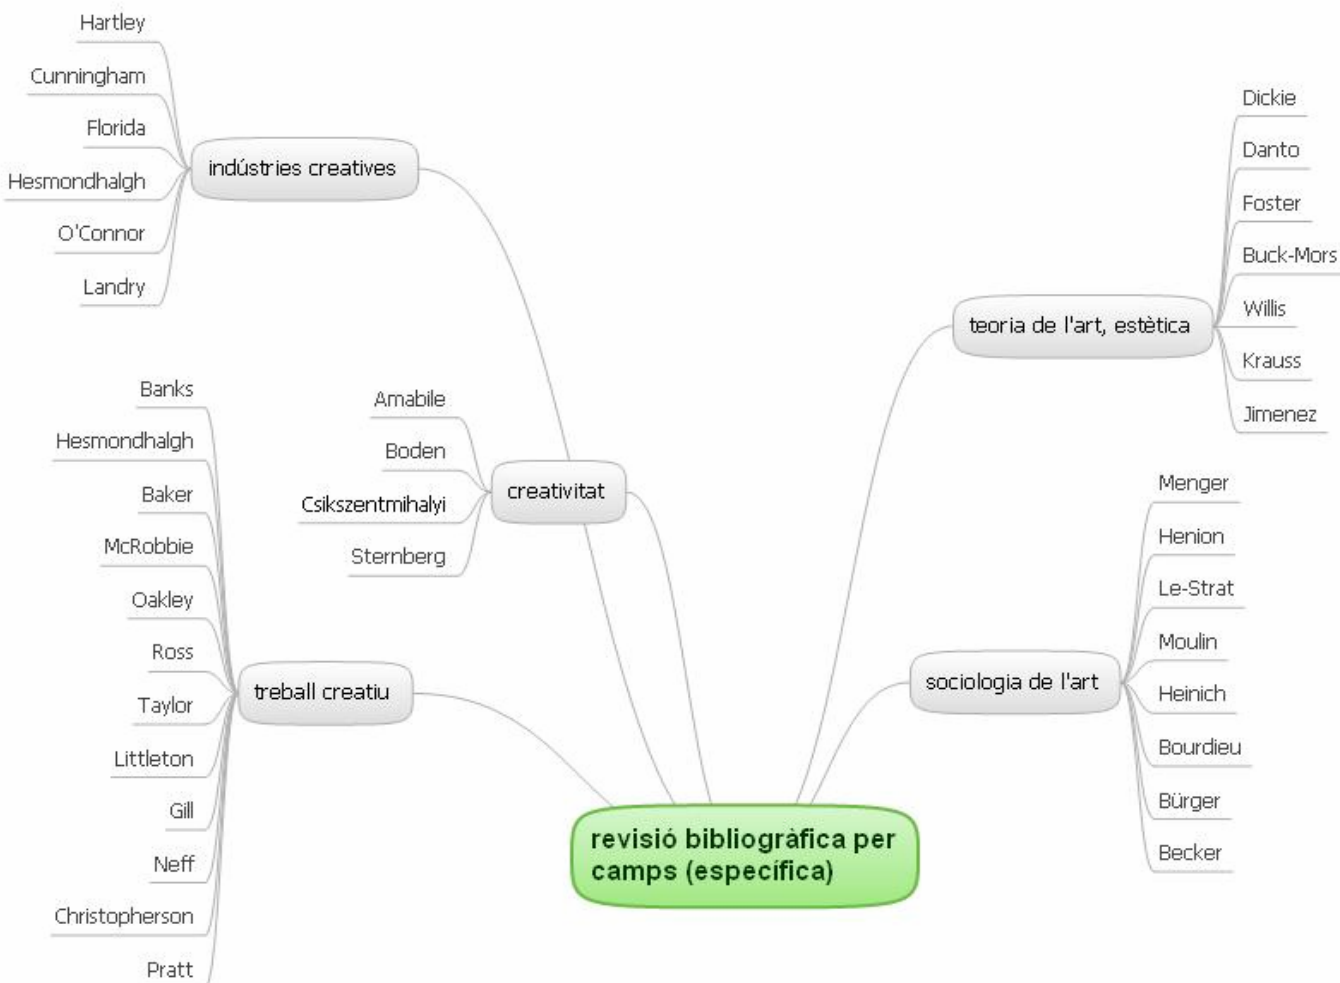 Hartley
Cunningham
Florida
Hesmondhalgh
O'Connor
Landry
indústries creatives
Banks
Hesmondhalgh
Baker
McRobbie
Oakley
Ross
Taylor
Littleton
Gill
Neff
Christopherson
Pratt
treball creatiu
Amabile
Boden
Csikszentmihalyi
Sternberg
creativitat
Dickie
Danto
Foster
Buck-Mors
Willis
Krauss
Jimenez
teoria de l'art, estètica
Menger
Henion
Le-Strat
Moulin
Heinich
Bourdieu
Bürger
Becker
sociologia de l'art
revisió bibliogràfica per
camps (específica)